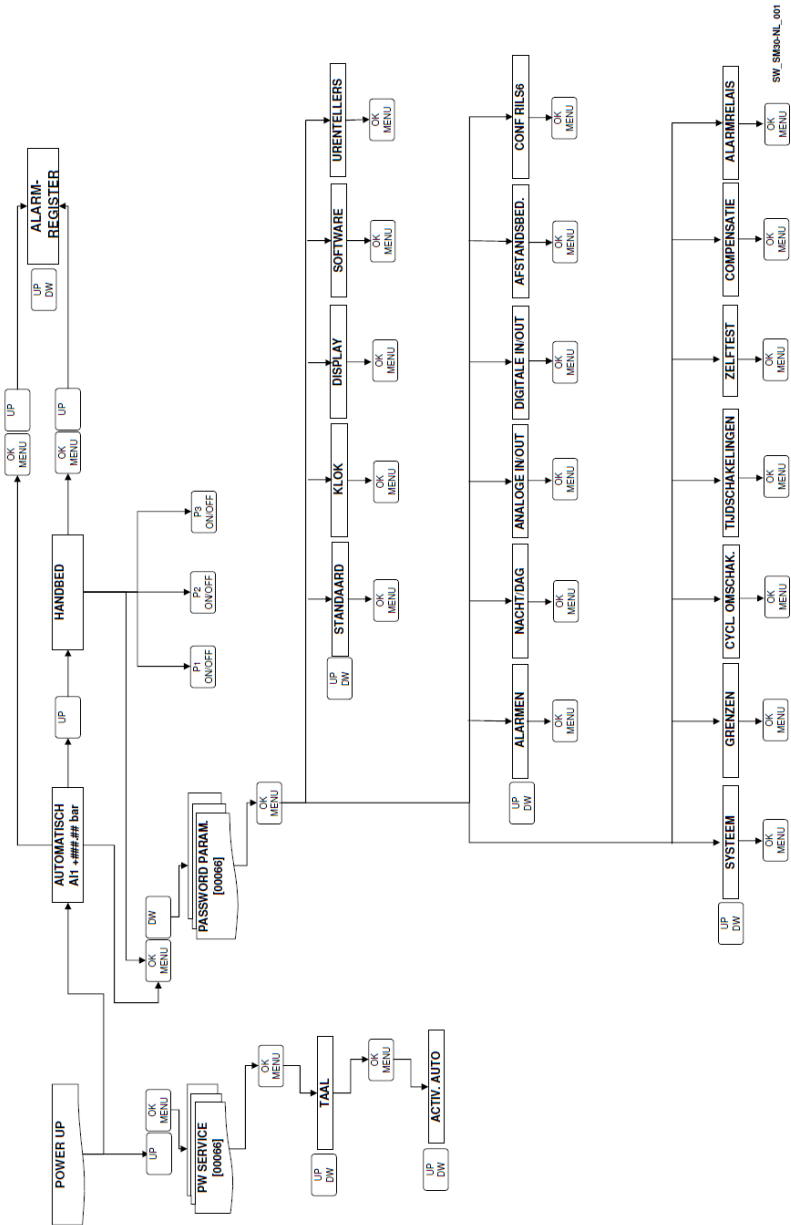 POWER UP
AUTOMATISCH
AI1 +###.## bar
UP
HANDBED
OK
MENU
UP
OK
MENU
UP
UP
DW
ALARM-
REGISTER
UP
OK
MENU
PW SERVICE
[00066]
OK
MENU
DW
PASSWORD PARAM.
[00066]
P1
ON/OFF
P2
ON/OFF
P3
ON/OFF
OK
MENU
OK
MENU
UP
DW
TAAL
OK
MENU
UP
DW
ACTIV. AUTO
UP
DW
STANDAARD
KLOK
DISPLAY
SOFTWARE
URENTELLERS
OK
MENU
OK
MENU
OK
MENU
OK
MENU
OK
MENU
UP
DW
ALARMEN
NACHT/DAG
ANALOGE IN/OUT
DIGITALE IN/OUT
AFSTANDSBED.
CONF RILS6
OK
MENU
OK
MENU
OK
MENU
OK
MENU
OK
MENU
OK
MENU
UP
DW
SYSTEEM
GRENZEN
CYCL. OMSCHAK.
TIJDSCHAKELINGEN
ZELFTEST
COMPENSATIE
ALARMRELAIS
OK
MENU
OK
MENU
OK
MENU
OK
MENU
OK
MENU
OK
MENU
OK
MENU
SW_SM30-NL_001